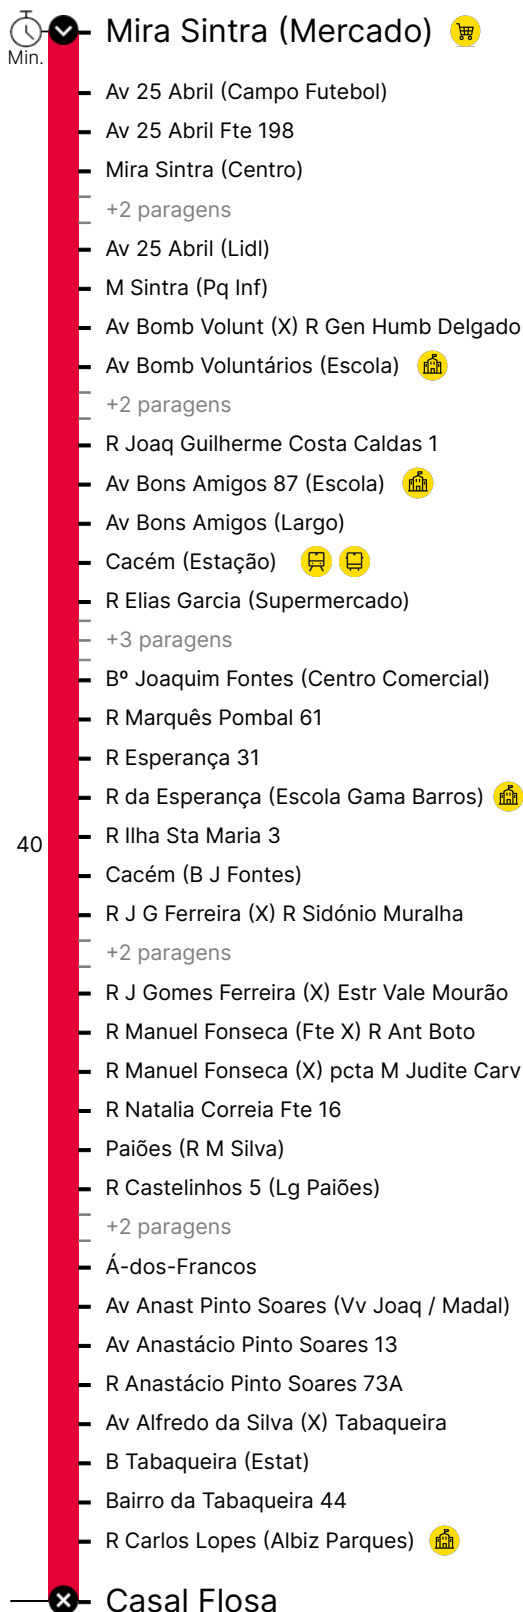 Mira Sintra (Mercado)
Min.
Av 25 Abril (Campo Futebol)
Av 25 Abril Fte 198
Mira Sintra (Centro)
+2 paragens
Av 25 Abril (Lidl)
M Sintra (Pq Inf)
Av Bomb Volunt (X) R Gen Humb Delgado
Av Bomb Voluntários (Escola)
+2 paragens
R Joaq Guilherme Costa Caldas 1
Av Bons Amigos 87 (Escola)
Av Bons Amigos (Largo)
Cacém (Estação)
R Elias Garcia (Supermercado)
+3 paragens
Bº Joaquim Fontes (Centro Comercial)
R Marquês Pombal 61
R Esperança 31
R da Esperança (Escola Gama Barros)
R Ilha Sta Maria 3
40
Cacém (B J Fontes)
R J G Ferreira (X) R Sidónio Muralha
+2 paragens
R J Gomes Ferreira (X) Estr Vale Mourão
R Manuel Fonseca (Fte X) R Ant Boto
R Manuel Fonseca (X) pcta M Judite Carv
R Natalia Correia Fte 16
Paiões (R M Silva)
R Castelinhos 5 (Lg Paiões)
+2 paragens
Á-dos-Francos
Av Anast Pinto Soares (Vv Joaq / Madal)
Av Anastácio Pinto Soares 13
R Anastácio Pinto Soares 73A
Av Alfredo da Silva (X) Tabaqueira
B Tabaqueira (Estat)
Bairro da Tabaqueira 44
R Carlos Lopes (Albiz Parques)
Casal Flosa